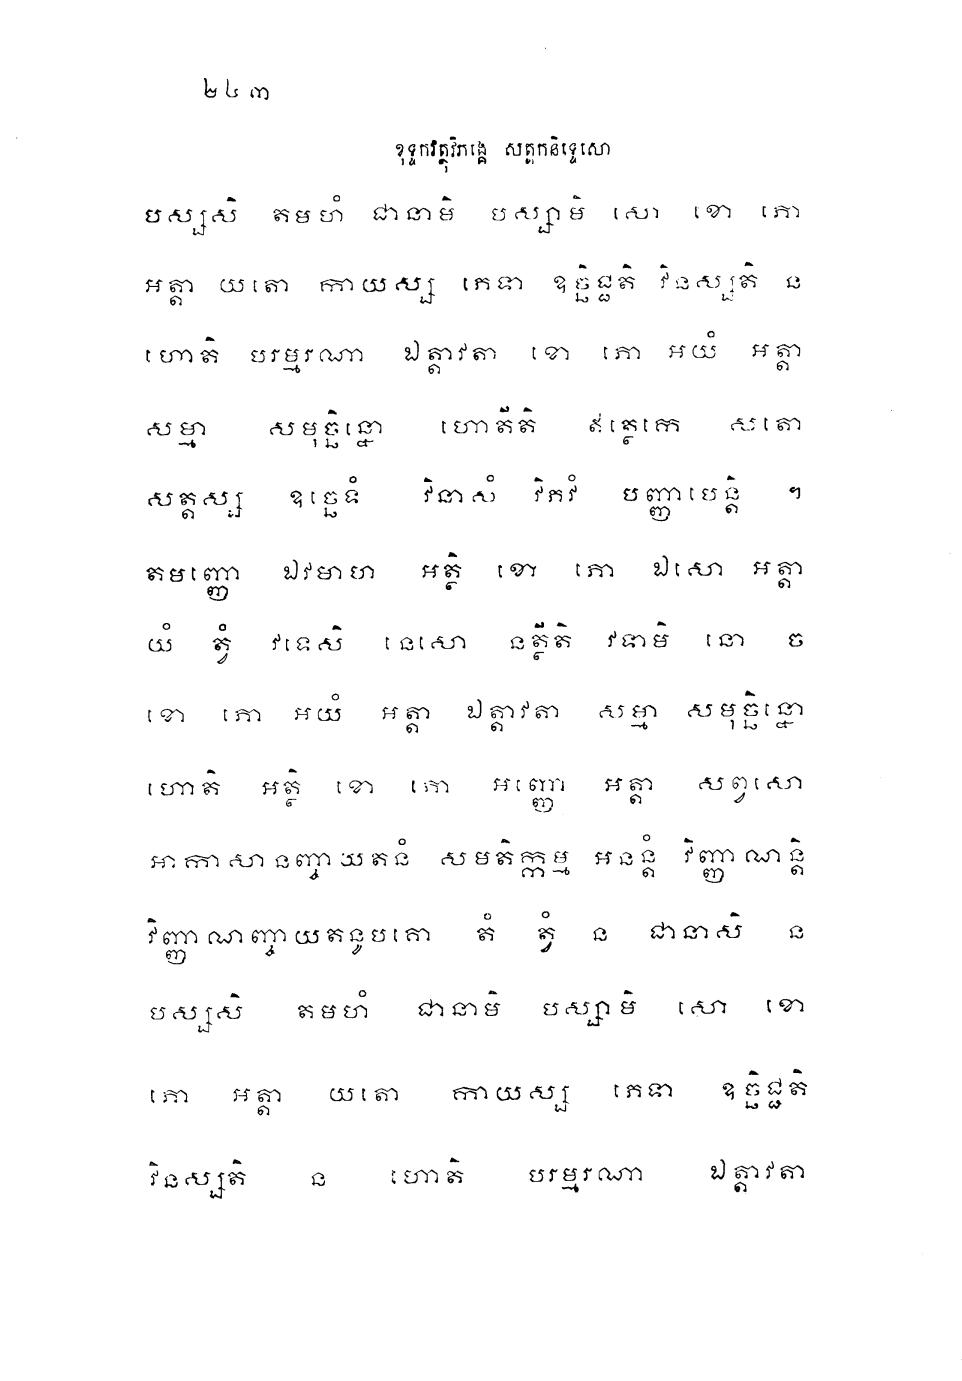 ២៤៣
ខុទ្ទកវត្ថុវិភង្គេ សត្តកនិទ្ទេសោ
បស្សសិ តមហំ ជានាមិ បស្សាមិ សោ ខោ ភោ
អត្តា យតោ កាយស្ស ភេទា ឧច្ឆិជ្ជតិ វិនស្សតិ ន
ហោតិ បរម្មរណា ឯត្តាវតា ខោ ភោ អយំ អត្តា
សម្មា សមុច្ឆិន្នោ ហោតីតិ ឥត្ថេកេ សតោ
សត្តស្ស ឧច្ឆេទំ វិនាសំ វិភវំ បញ្ញាបេន្តិ ។
តមញ្ញោ ឯវមាហ អត្ថិ ខោ ភោ ឯសោ អត្តា
យំ ត្វំ វទេសិ នេសោ នត្ថីតិ វទាមិ នោ ច
ខោ ភោ អយំ អត្តា ឯត្តាវតា សម្មា សមុច្ឆិន្នោ
ហោតិ អត្ថិ ខោ ភោ អញ្ញោ អត្តា សព្វសោ
អាកាសានញ្ចាយតនំ សមតិក្កម្ម អនន្តំ វិញ្ញាណន្តិ
វិញ្ញាណញ្ចាយតនូបគោ តំ ត្វំ ន ជានាសិ ន
បស្សសិ តមហំ ជានាមិ បស្សាមិ សោ ខោ
ភោ អត្តា យតោ កាយស្ស ភេទា ឧច្ឆិជ្ជតិ
វិនស្សតិ ន ហោតិ បរម្មរណា ឯត្តាវតា